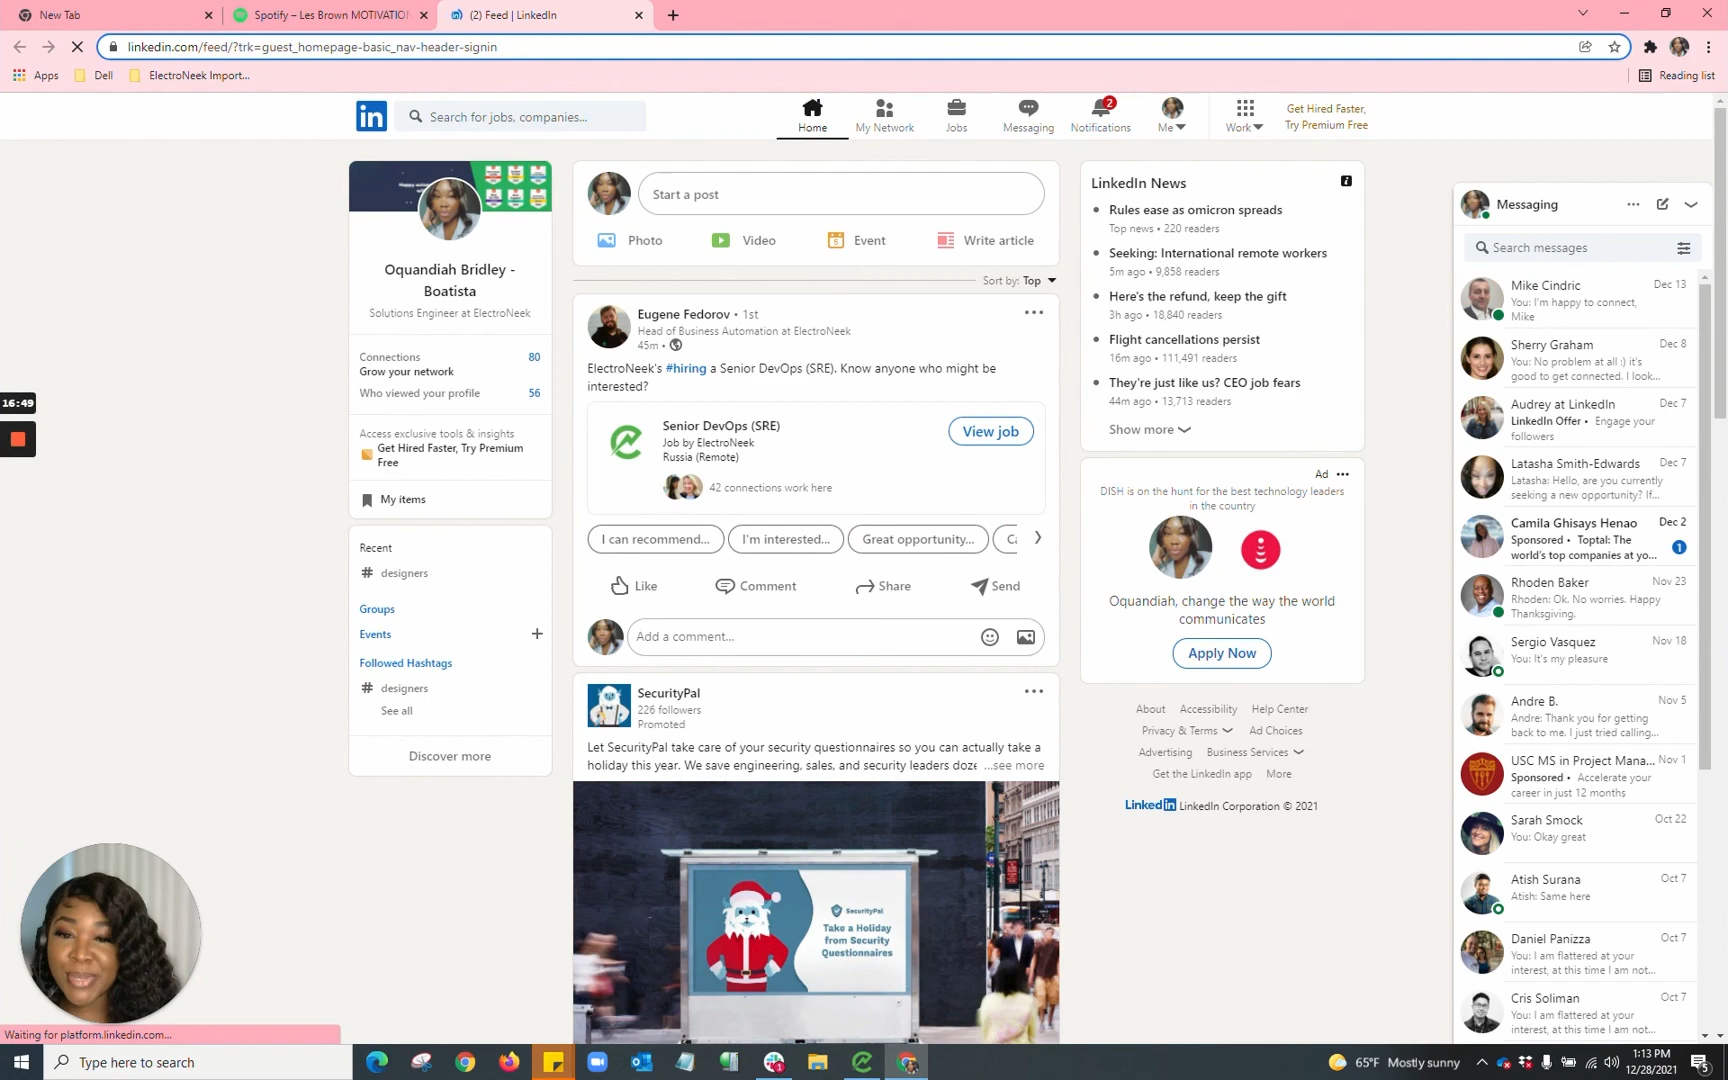 New Tab
Spotify – Les Brown MOTIVATION
(2) Feed | LinkedIn
linkedin.com/feed/?trk=guest_homepage-basic_nav-header-signin
Apps
Dell
ElectroNeek Import...
Reading list
in
Search for jobs, companies...
Home
My Network
Jobs
Messaging
2
Notifications
Me
Work
Get Hired Faster,
Try Premium Free
Oquandiah Bridley -
Boatista
Solutions Engineer at ElectroNeek
Connections 80
Grow your network
Who viewed your profile 56
Access exclusive tools & insights
Get Hired Faster, Try Premium
Free
My items
Recent
# designers
Groups
Events +
Followed Hashtags
# designers
See all
Discover more
16:49
Start a post
Photo
Video
Event
Write article
Sort by: Top
Eugene Fedorov • 1st
Head of Business Automation at ElectroNeek
45m •
ElectroNeek's #hiring a Senior DevOps (SRE). Know anyone who might be
interested?
Senior DevOps (SRE)
Job by ElectroNeek
Russia (Remote)
42 connections work here
View job
I can recommend...
I'm interested...
Great opportunity...
Ca
Like
Comment
Share
Send
Add a comment...
SecurityPal
226 followers
Promoted
Let SecurityPal take care of your security questionnaires so you can actually take a
holiday this year. We save engineering, sales, and security leaders doze ...see more
SecurityPal
Take a Holiday
from Security
Questionnaires
LinkedIn News
Rules ease as omicron spreads
Top news • 220 readers
Seeking: International remote workers
5m ago • 9,858 readers
Here's the refund, keep the gift
3h ago • 18,840 readers
Flight cancellations persist
16m ago • 111,491 readers
They're just like us? CEO job fears
44m ago • 13,713 readers
Show more
Ad •••
DISH is on the hunt for the best technology leaders
in the country
Oquandiah, change the way the world
communicates
Apply Now
About Accessibility Help Center
Privacy & Terms Ad Choices
Advertising Business Services
Get the LinkedIn app More
LinkedIn LinkedIn Corporation © 2021
Messaging
Search messages
Mike Cindric Dec 13
You: I'm happy to connect,
Mike
Sherry Graham Dec 8
You: No problem at all :) it's
good to get connected. I look...
Audrey at LinkedIn Dec 7
LinkedIn Offer • Engage your
followers
Latasha Smith-Edwards Dec 7
Latasha: Hello, are you currently
seeking a new opportunity? If...
Camila Ghisays Henao Dec 2
Sponsored • Toptal: The
world's top companies at yo... 1
Rhoden Baker Nov 23
Rhoden: Ok. No worries. Happy
Thanksgiving.
Sergio Vasquez Nov 18
You: It's my pleasure
Andre B. Nov 5
Andre: Thank you for getting
back to me. I just tried calling...
USC MS in Project Mana... Nov 1
Sponsored • Accelerate your
career in just 12 months
Sarah Smock Oct 22
You: Okay great
Atish Surana Oct 7
Atish: Same here
Daniel Panizza Oct 7
You: I am flattered at your
interest, at this time I am not...
Cris Soliman Oct 7
You: I am flattered at your
interest, at this time I am not...
Waiting for platform.linkedin.com...
Type here to search
65°F Mostly sunny
1:13 PM
12/28/2021
5